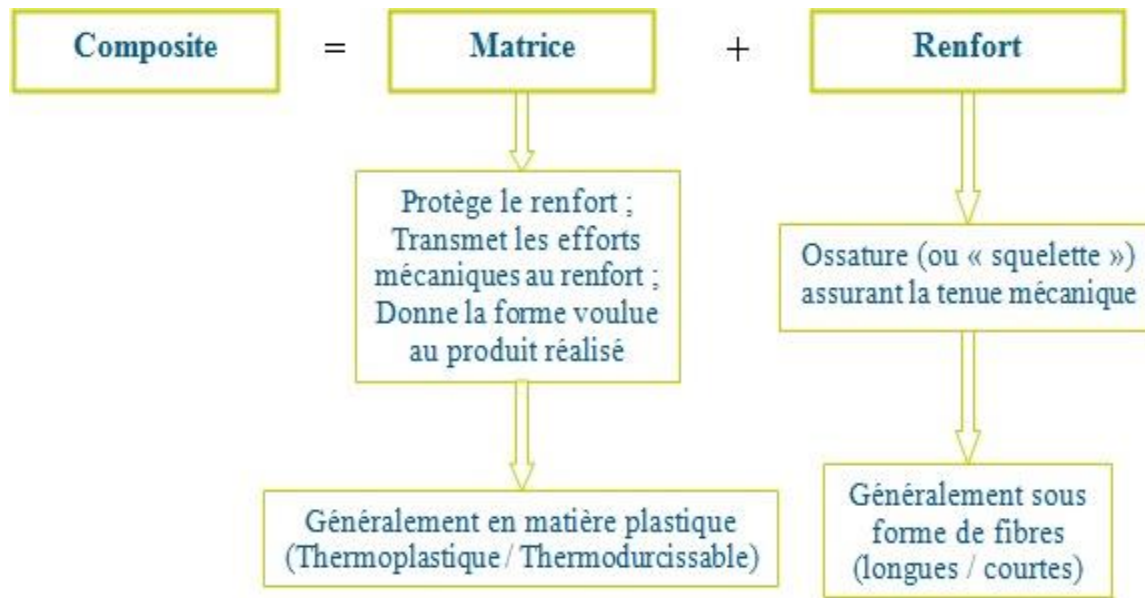 Composite = Matrice + Renfort
Protège le renfort ;
Transmet les efforts
mécaniques au renfort ;
Donne la forme voulue
au produit réalisé
Ossature (ou « squelette »)
assurant la tenue mécanique
Généralement en matière plastique
(Thermoplastique / Thermodurcissable)
Généralement sous
forme de fibres
(longues / courtes)